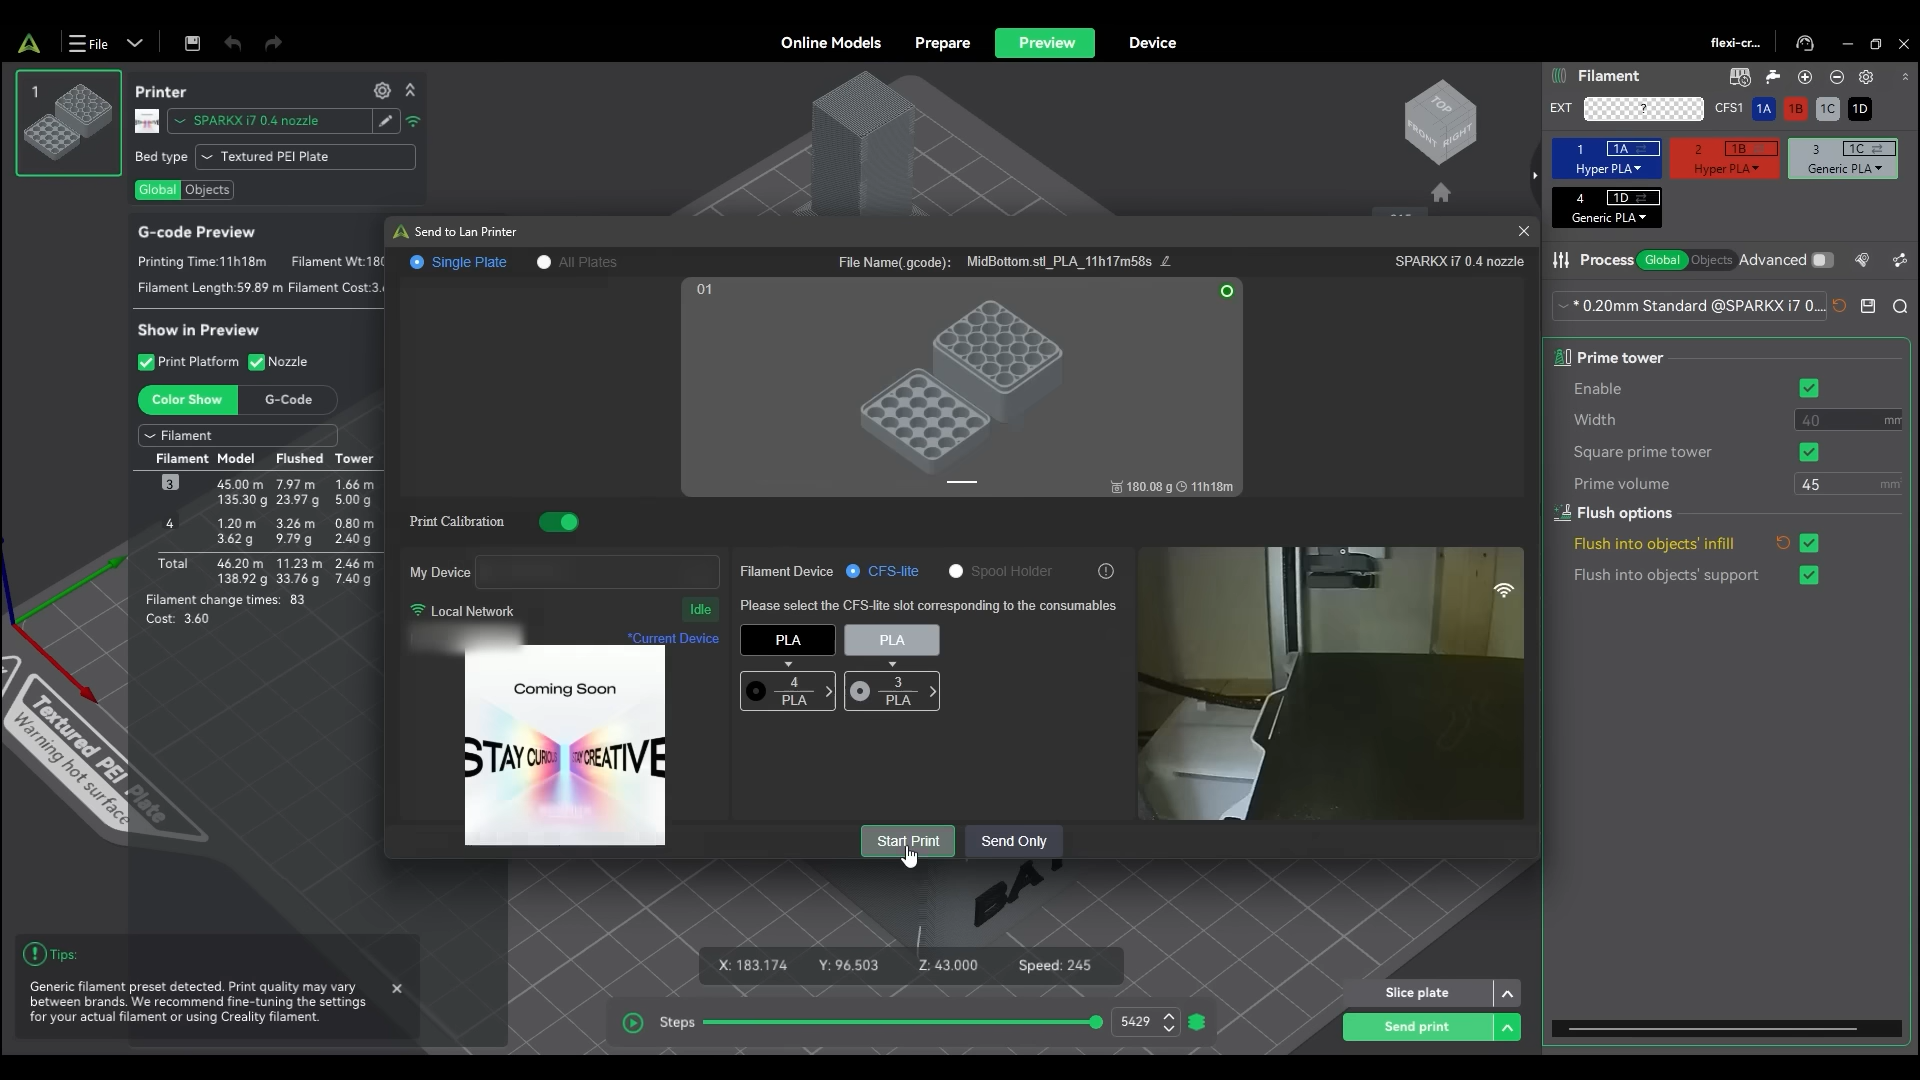 File
Online Models
Prepare
Preview
Device
flexi-cr...
1
Printer
SPARKX i7 0.4 nozzle
Bed type
Textured PEI Plate
Global
Objects
G-code Preview
Printing Time:11h18m Filament Wt:180
Filament Length:59.89 m Filament Cost:3.
Show in Preview
Print Platform
Nozzle
Color Show
G-Code
Filament
Filament Model Flushed Tower
3 45.00 m 7.97 m 1.66 m
135.30 g 23.97 g 5.00 g
4 1.20 m 3.26 m 0.80 m
3.62 g 9.79 g 2.40 g
Total 46.20 m 11.23 m 2.46 m
138.92 g 33.76 g 7.40 g
Filament change times: 83
Cost: 3.60
Textured PEI Plate
Warning hot surface
Tips:
Generic filament preset detected. Print quality may vary
between brands. We recommend fine-tuning the settings
for your actual filament or using Creality filament.
TOP
FRONT
RIGHT
Send to Lan Printer
Single Plate
All Plates
File Name(.gcode): MidBottom.stl_PLA_11h17m58s
SPARKX i7 0.4 nozzle
01
180.08 g 11h18m
Print Calibration
My Device
Local Network
Idle
*Current Device
Coming Soon
STAY CURIOUS STAY CREATIVE
Filament Device
CFS-lite
Spool Holder
Please select the CFS-lite slot corresponding to the consumables
PLA
PLA
4
PLA
3
PLA
Start Print
Send Only
X: 183.174 Y: 96.503 Z: 43.000 Speed: 245
Steps
5429
Slice plate
Send print
Filament
EXT
?
CFS1 1A 1B 1C 1D
1 1A
Hyper PLA
2 1B
Hyper PLA
3 1C
Generic PLA
4 1D
Generic PLA
Process
Global
Objects
Advanced
* 0.20mm Standard @SPARKX i7 0....
Prime tower
Enable
Width 40 mm
Square prime tower
Prime volume 45 mm
Flush options
Flush into objects' infill
Flush into objects' support